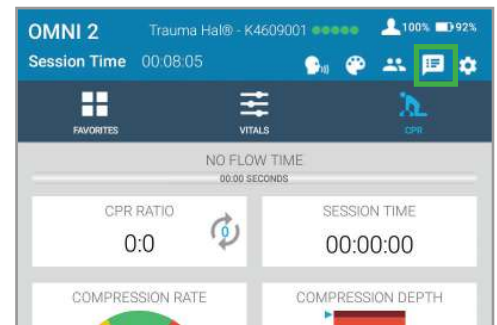 OMNI 2 Trauma Hal® - K4609001 100% 92%
Session Time 00:08:05
FAVORITES VITALS CPR
NO FLOW TIME
00:00 SECONDS
CPR RATIO SESSION TIME
0:0 0 00:00:00
COMPRESSION RATE COMPRESSION DEPTH